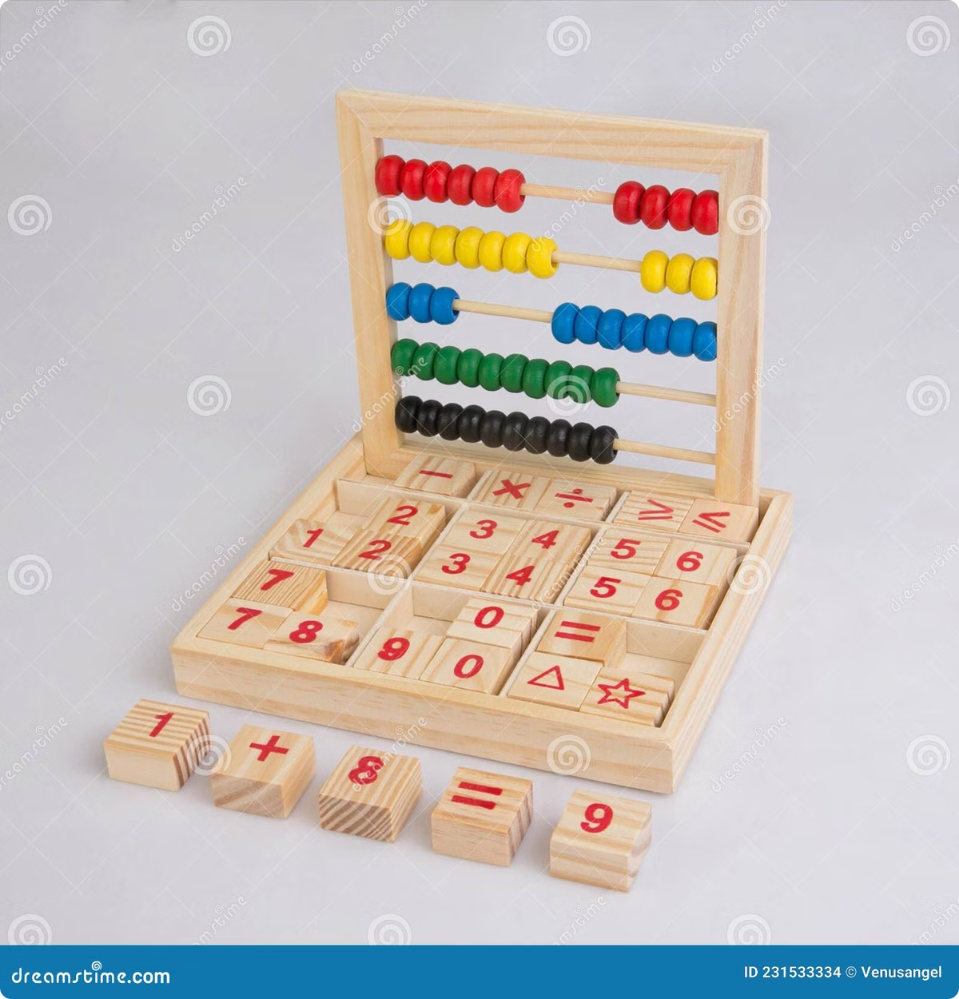 − × ÷ ≥ ≤
2 3 4 5 6
1 2 3 4 5 6
7 0 =
7 8 9 0 △ ☆
1 + 8 = 9
dreamstime.com
ID 231533334 © Venusangel